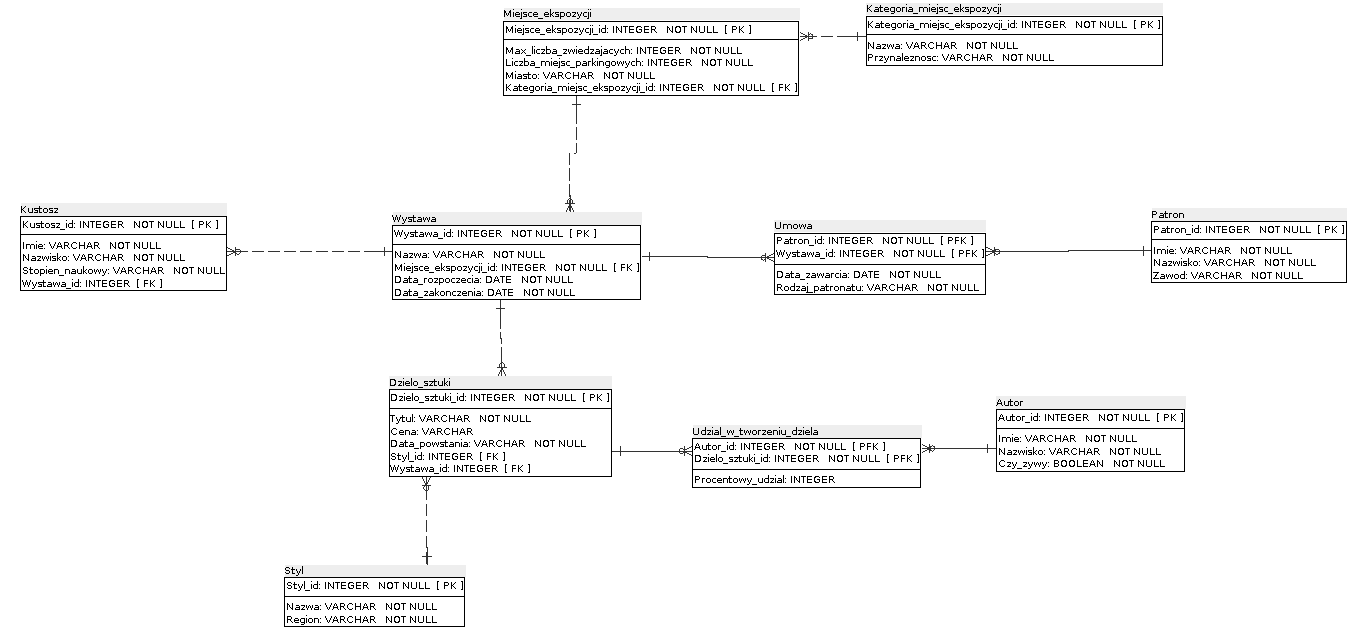 Miejsce_ekspozycji
Miejsce_ekspozycji_id: INTEGER NOT NULL [ PK ]
Max_liczba_zwiedzajacych: INTEGER NOT NULL
Liczba_miejsc_parkingowych: INTEGER NOT NULL
Miasto: VARCHAR NOT NULL
Kategoria_miejsc_ekspozycji_id: INTEGER NOT NULL [ FK ]
Kategoria_miejsc_ekspozycji
Kategoria_miejsc_ekspozycji_id: INTEGER NOT NULL [ PK ]
Nazwa: VARCHAR NOT NULL
Przynaleznosc: VARCHAR NOT NULL
Kustosz
Kustosz_id: INTEGER NOT NULL [ PK ]
Imie: VARCHAR NOT NULL
Nazwisko: VARCHAR NOT NULL
Stopien_naukowy: VARCHAR NOT NULL
Wystawa_id: INTEGER [ FK ]
Wystawa
Wystawa_id: INTEGER NOT NULL [ PK ]
Nazwa: VARCHAR NOT NULL
Miejsce_ekspozycji_id: INTEGER NOT NULL [ FK ]
Data_rozpoczecia: DATE NOT NULL
Data_zakonczenia: DATE NOT NULL
Umowa
Patron_id: INTEGER NOT NULL [ PFK ]
Wystawa_id: INTEGER NOT NULL [ PFK ]
Data_zawarcia: DATE NOT NULL
Rodzaj_patronatu: VARCHAR NOT NULL
Patron
Patron_id: INTEGER NOT NULL [ PK ]
Imie: VARCHAR NOT NULL
Nazwisko: VARCHAR NOT NULL
Zawod: VARCHAR NOT NULL
Dzielo_sztuki
Dzielo_sztuki_id: INTEGER NOT NULL [ PK ]
Tytul: VARCHAR NOT NULL
Cena: VARCHAR
Data_powstania: VARCHAR NOT NULL
Styl_id: INTEGER [ FK ]
Wystawa_id: INTEGER [ FK ]
Udzial_w_tworzeniu_dziela
Autor_id: INTEGER NOT NULL [ PFK ]
Dzielo_sztuki_id: INTEGER NOT NULL [ PFK ]
Procentowy_udzial: INTEGER
Autor
Autor_id: INTEGER NOT NULL [ PK ]
Imie: VARCHAR NOT NULL
Nazwisko: VARCHAR NOT NULL
Czy_zywy: BOOLEAN NOT NULL
Styl
Styl_id: INTEGER NOT NULL [ PK ]
Nazwa: VARCHAR NOT NULL
Region: VARCHAR NOT NULL